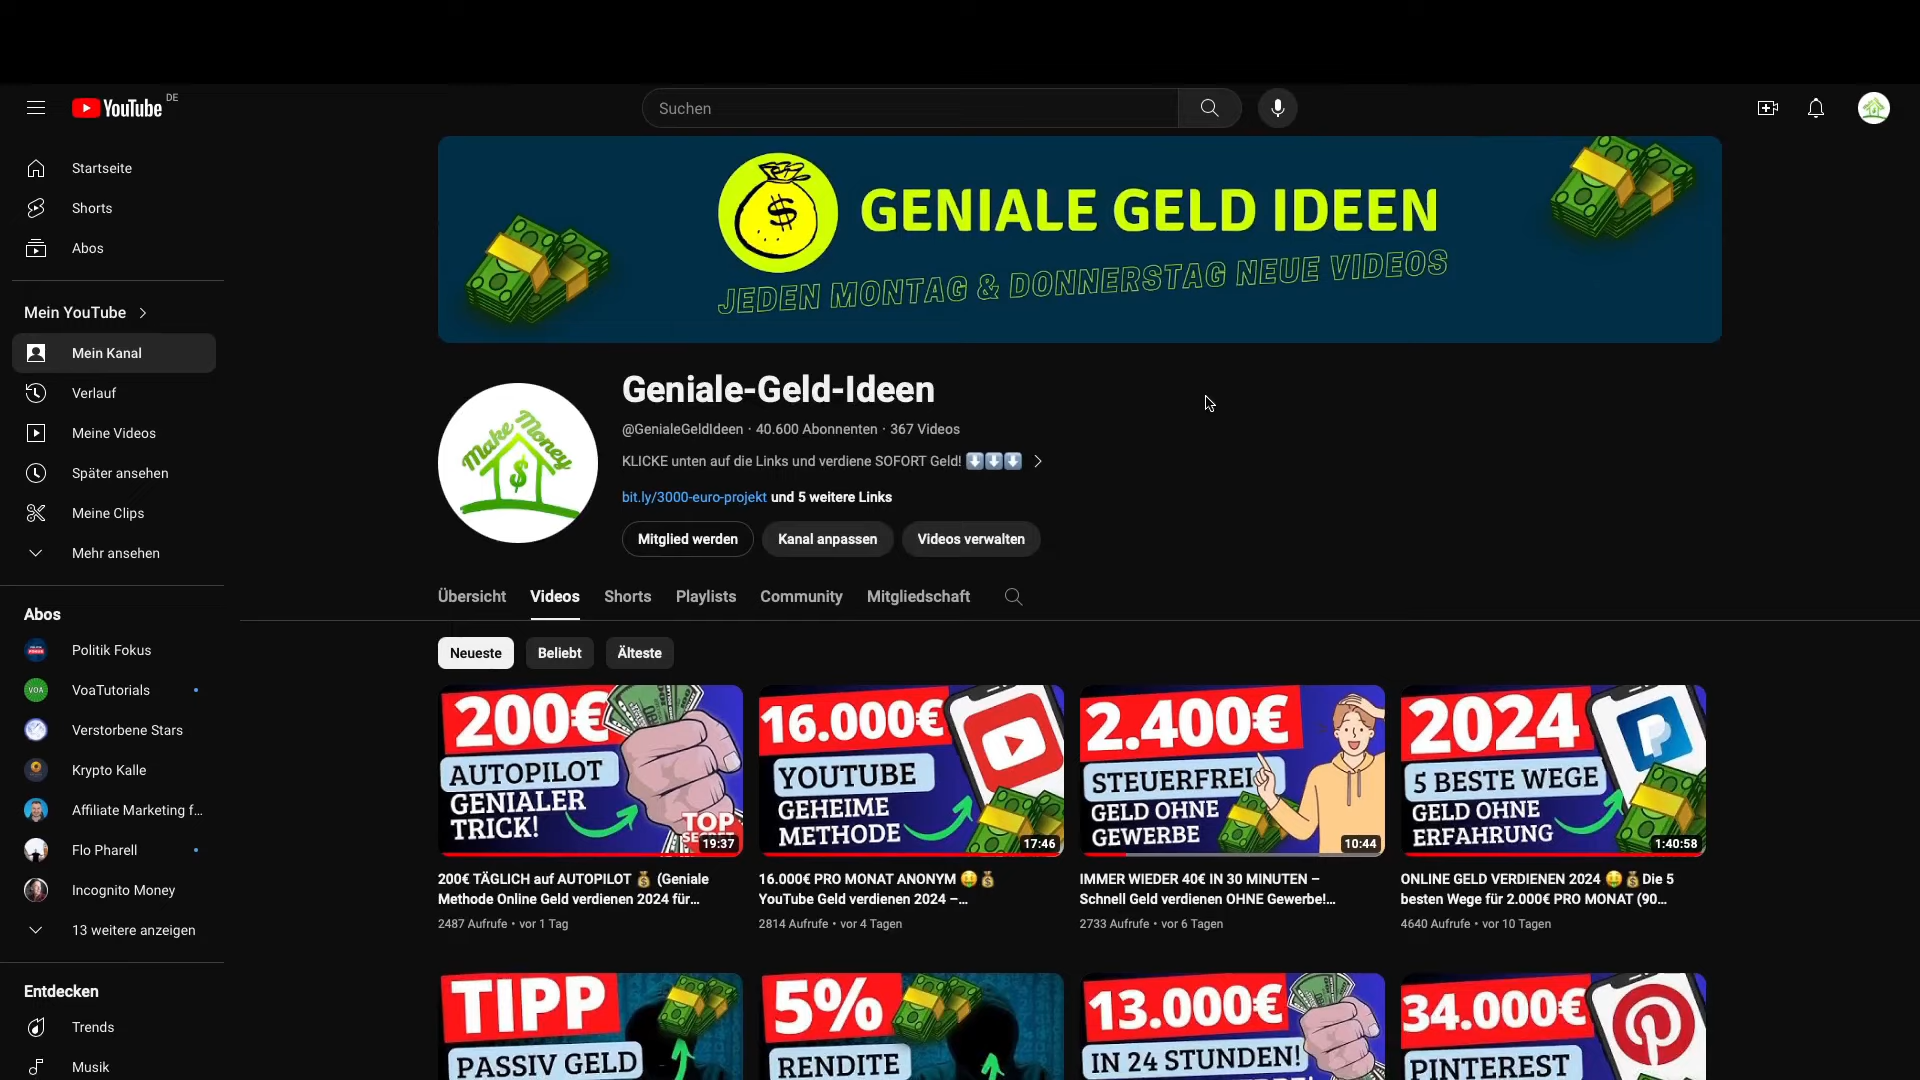 YouTube DE
Suchen
Startseite
Shorts
Abos
Mein YouTube
Mein Kanal
Verlauf
Meine Videos
Später ansehen
Meine Clips
Mehr ansehen
Abos
Politik Fokus
VoaTutorials
Verstorbene Stars
Krypto Kalle
Affiliate Marketing f...
Flo Pharell
Incognito Money
13 weitere anzeigen
Entdecken
Trends
Musik
GENIALE GELD IDEEN
JEDEN MONTAG & DONNERSTAG NEUE VIDEOS
Make Money
$
Geniale-Geld-Ideen
@GenialeGeldIdeen · 40.600 Abonnenten · 367 Videos
KLICKE unten auf die Links und verdiene SOFORT Geld! ⬇️⬇️⬇️
bit.ly/3000-euro-projekt und 5 weitere Links
Mitglied werden
Kanal anpassen
Videos verwalten
Übersicht
Videos
Shorts
Playlists
Community
Mitgliedschaft
Neueste
Beliebt
Älteste
200€
AUTOPILOT
GENIALER
TRICK!
TOP
19:37
200€ TÄGLICH auf AUTOPILOT 💰 (Geniale
Methode Online Geld verdienen 2024 für...
2487 Aufrufe • vor 1 Tag
16.000€
YOUTUBE
GEHEIME
METHODE
17:46
16.000€ PRO MONAT ANONYM 🤑💰
YouTube Geld verdienen 2024 –...
2814 Aufrufe • vor 4 Tagen
2.400€
STEUERFREI
GELD OHNE
GEWERBE
10:44
IMMER WIEDER 40€ IN 30 MINUTEN –
Schnell Geld verdienen OHNE Gewerbe!...
2733 Aufrufe • vor 6 Tagen
2024
5 BESTE WEGE
GELD OHNE
ERFAHRUNG
1:40:58
ONLINE GELD VERDIENEN 2024 🤑💰Die 5
besten Wege für 2.000€ PRO MONAT (90...
4640 Aufrufe • vor 10 Tagen
TIPP
PASSIV GELD
5%
RENDITE
13.000€
IN 24 STUNDEN!
34.000€
PINTEREST